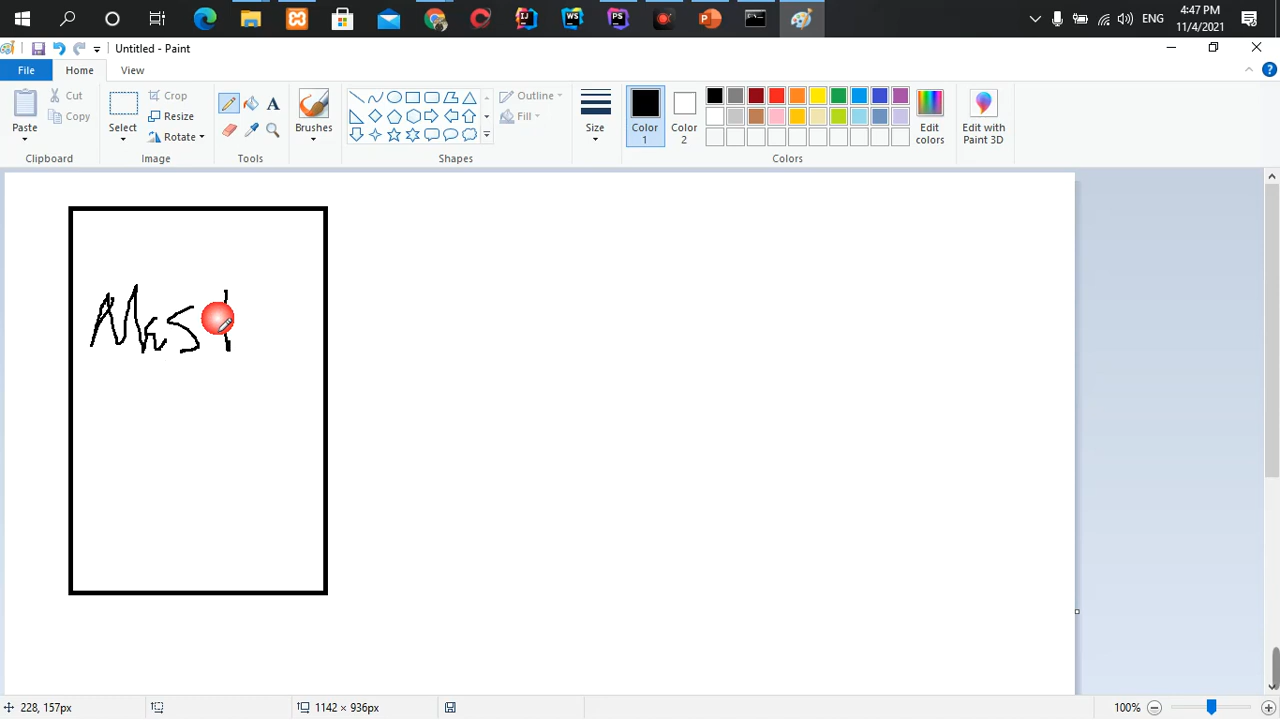 4:47 PM
ENG
11/4/2021
Untitled - Paint
File Home View
Paste Cut Copy
Select Crop Resize Rotate
Brushes
Outline Fill
Size
Color 1
Color 2
Edit colors
Edit with Paint 3D
Clipboard Image Tools Shapes Colors
228, 157px 1142 × 936px 100%